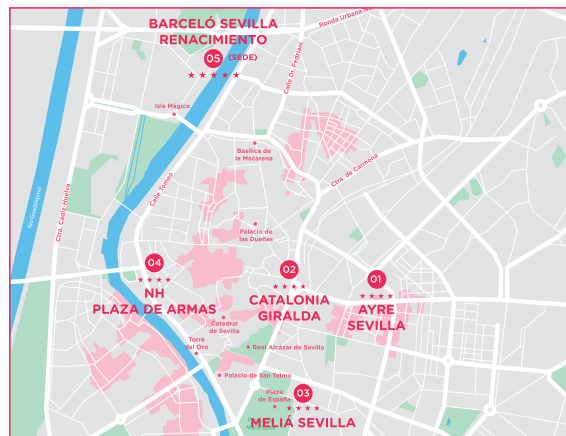 BARCELÓ SEVILLA
RENACIMIENTO
05 (SEDE)
★ ★ ★ ★ ★
Ronda Urbana No
Calle Dr. Fedriani
Isla Mágica
Basílica de
la Macarena
Ctra. de Carmona
Río Guadalquivir
Ctra. Cádiz-Huelva
Calle Torneo
Palacio de
las Dueñas
04
★ ★ ★ ★
NH
PLAZA DE ARMAS
02
★ ★ ★ ★
CATALONIA
GIRALDA
01
★ ★ ★ ★
AYRE
SEVILLA
Catedral
de Sevilla
Torre
del Oro
Real Alcázar de Sevilla
Palacio de San Telmo
Plaza
de España
03
★ ★ ★ ★
MELIÁ SEVILLA